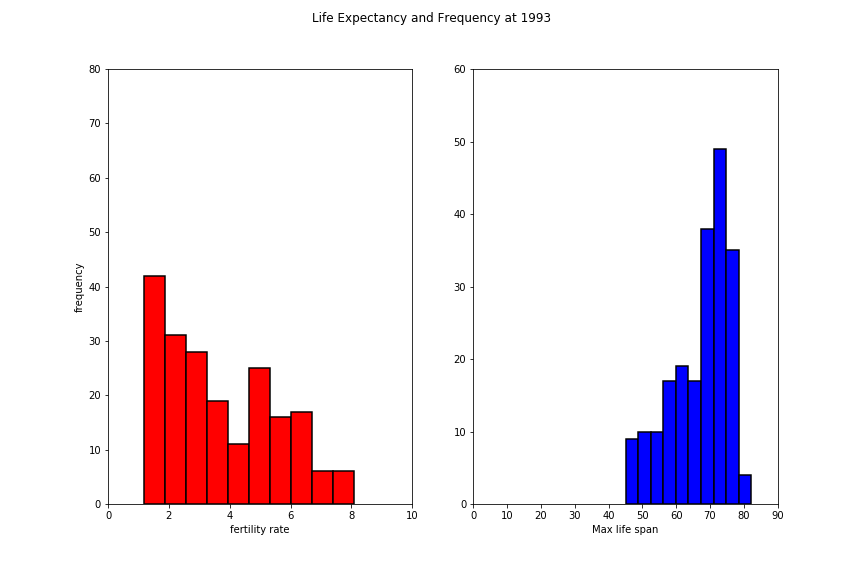 Life Expectancy and Frequency at 1993
80
70
60
50
40
30
20
10
0
frequency
0 2 4 6 8 10
fertility rate
60
50
40
30
20
10
0
0 10 20 30 40 50 60 70 80 90
Max life span